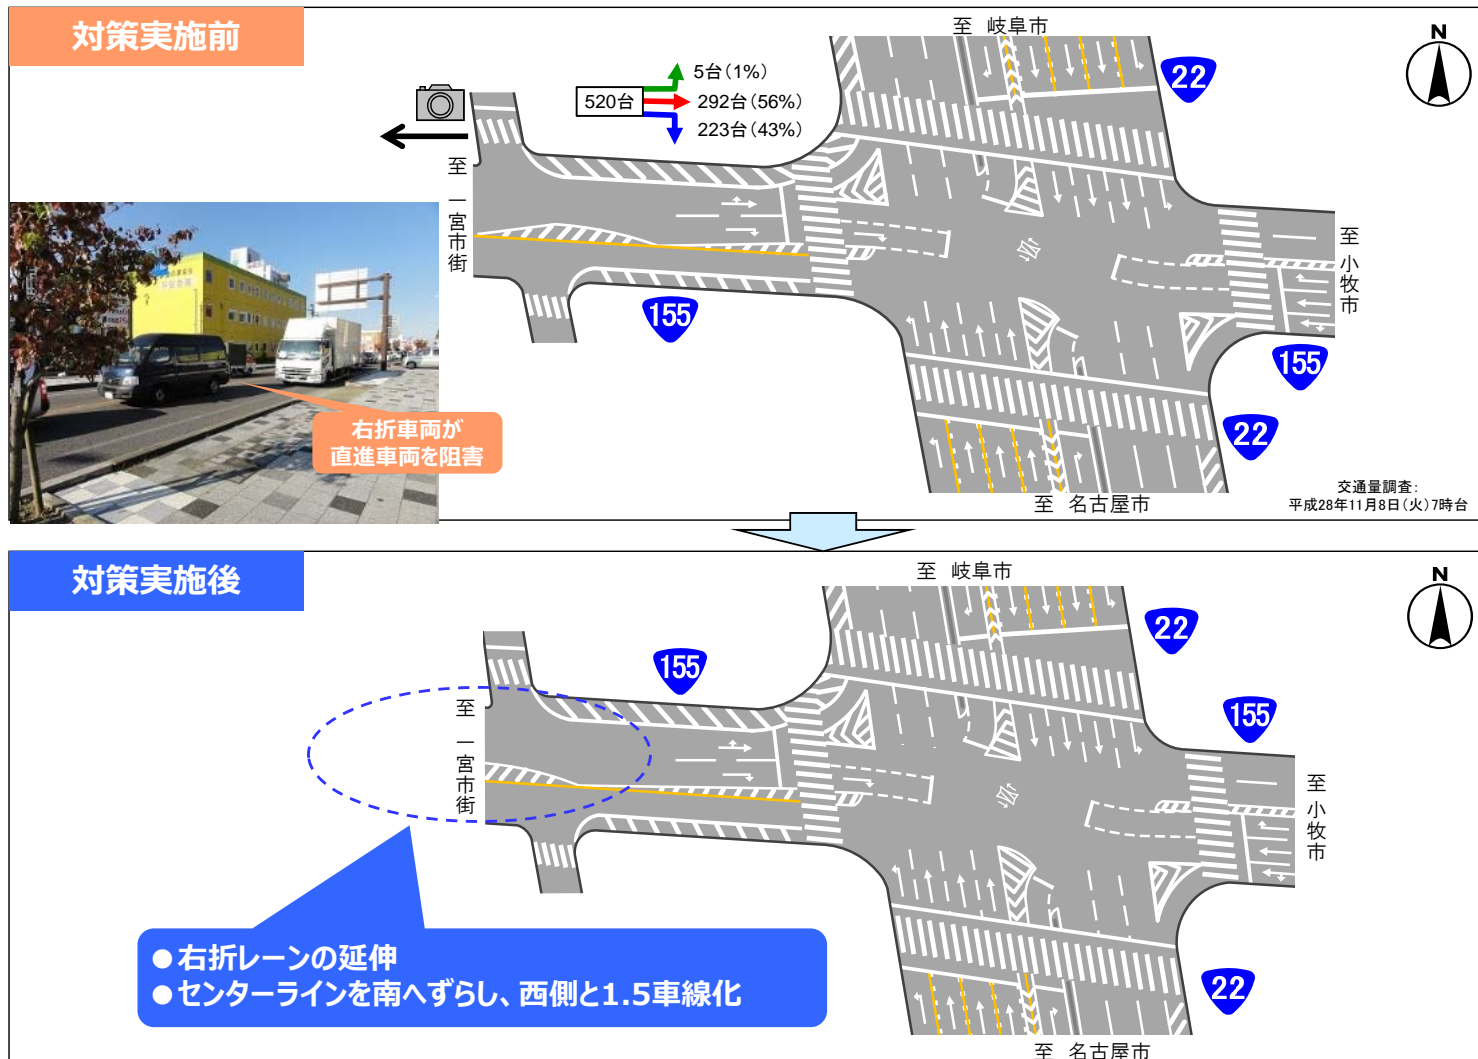 対策実施前
至 岐阜市
22
N
5台(1%)
520台
292台(56%)
223台(43%)
至 一宮市街
155
至 小牧市
155
22
右折車両が
直進車両を阻害
交通量調査:
平成28年11月8日(火)7時台
至 名古屋市
対策実施後
至 岐阜市
22
N
155
155
至 一宮市街
至 小牧市
●右折レーンの延伸
●センターラインを南へずらし、西側と1.5車線化
22
至 名古屋市